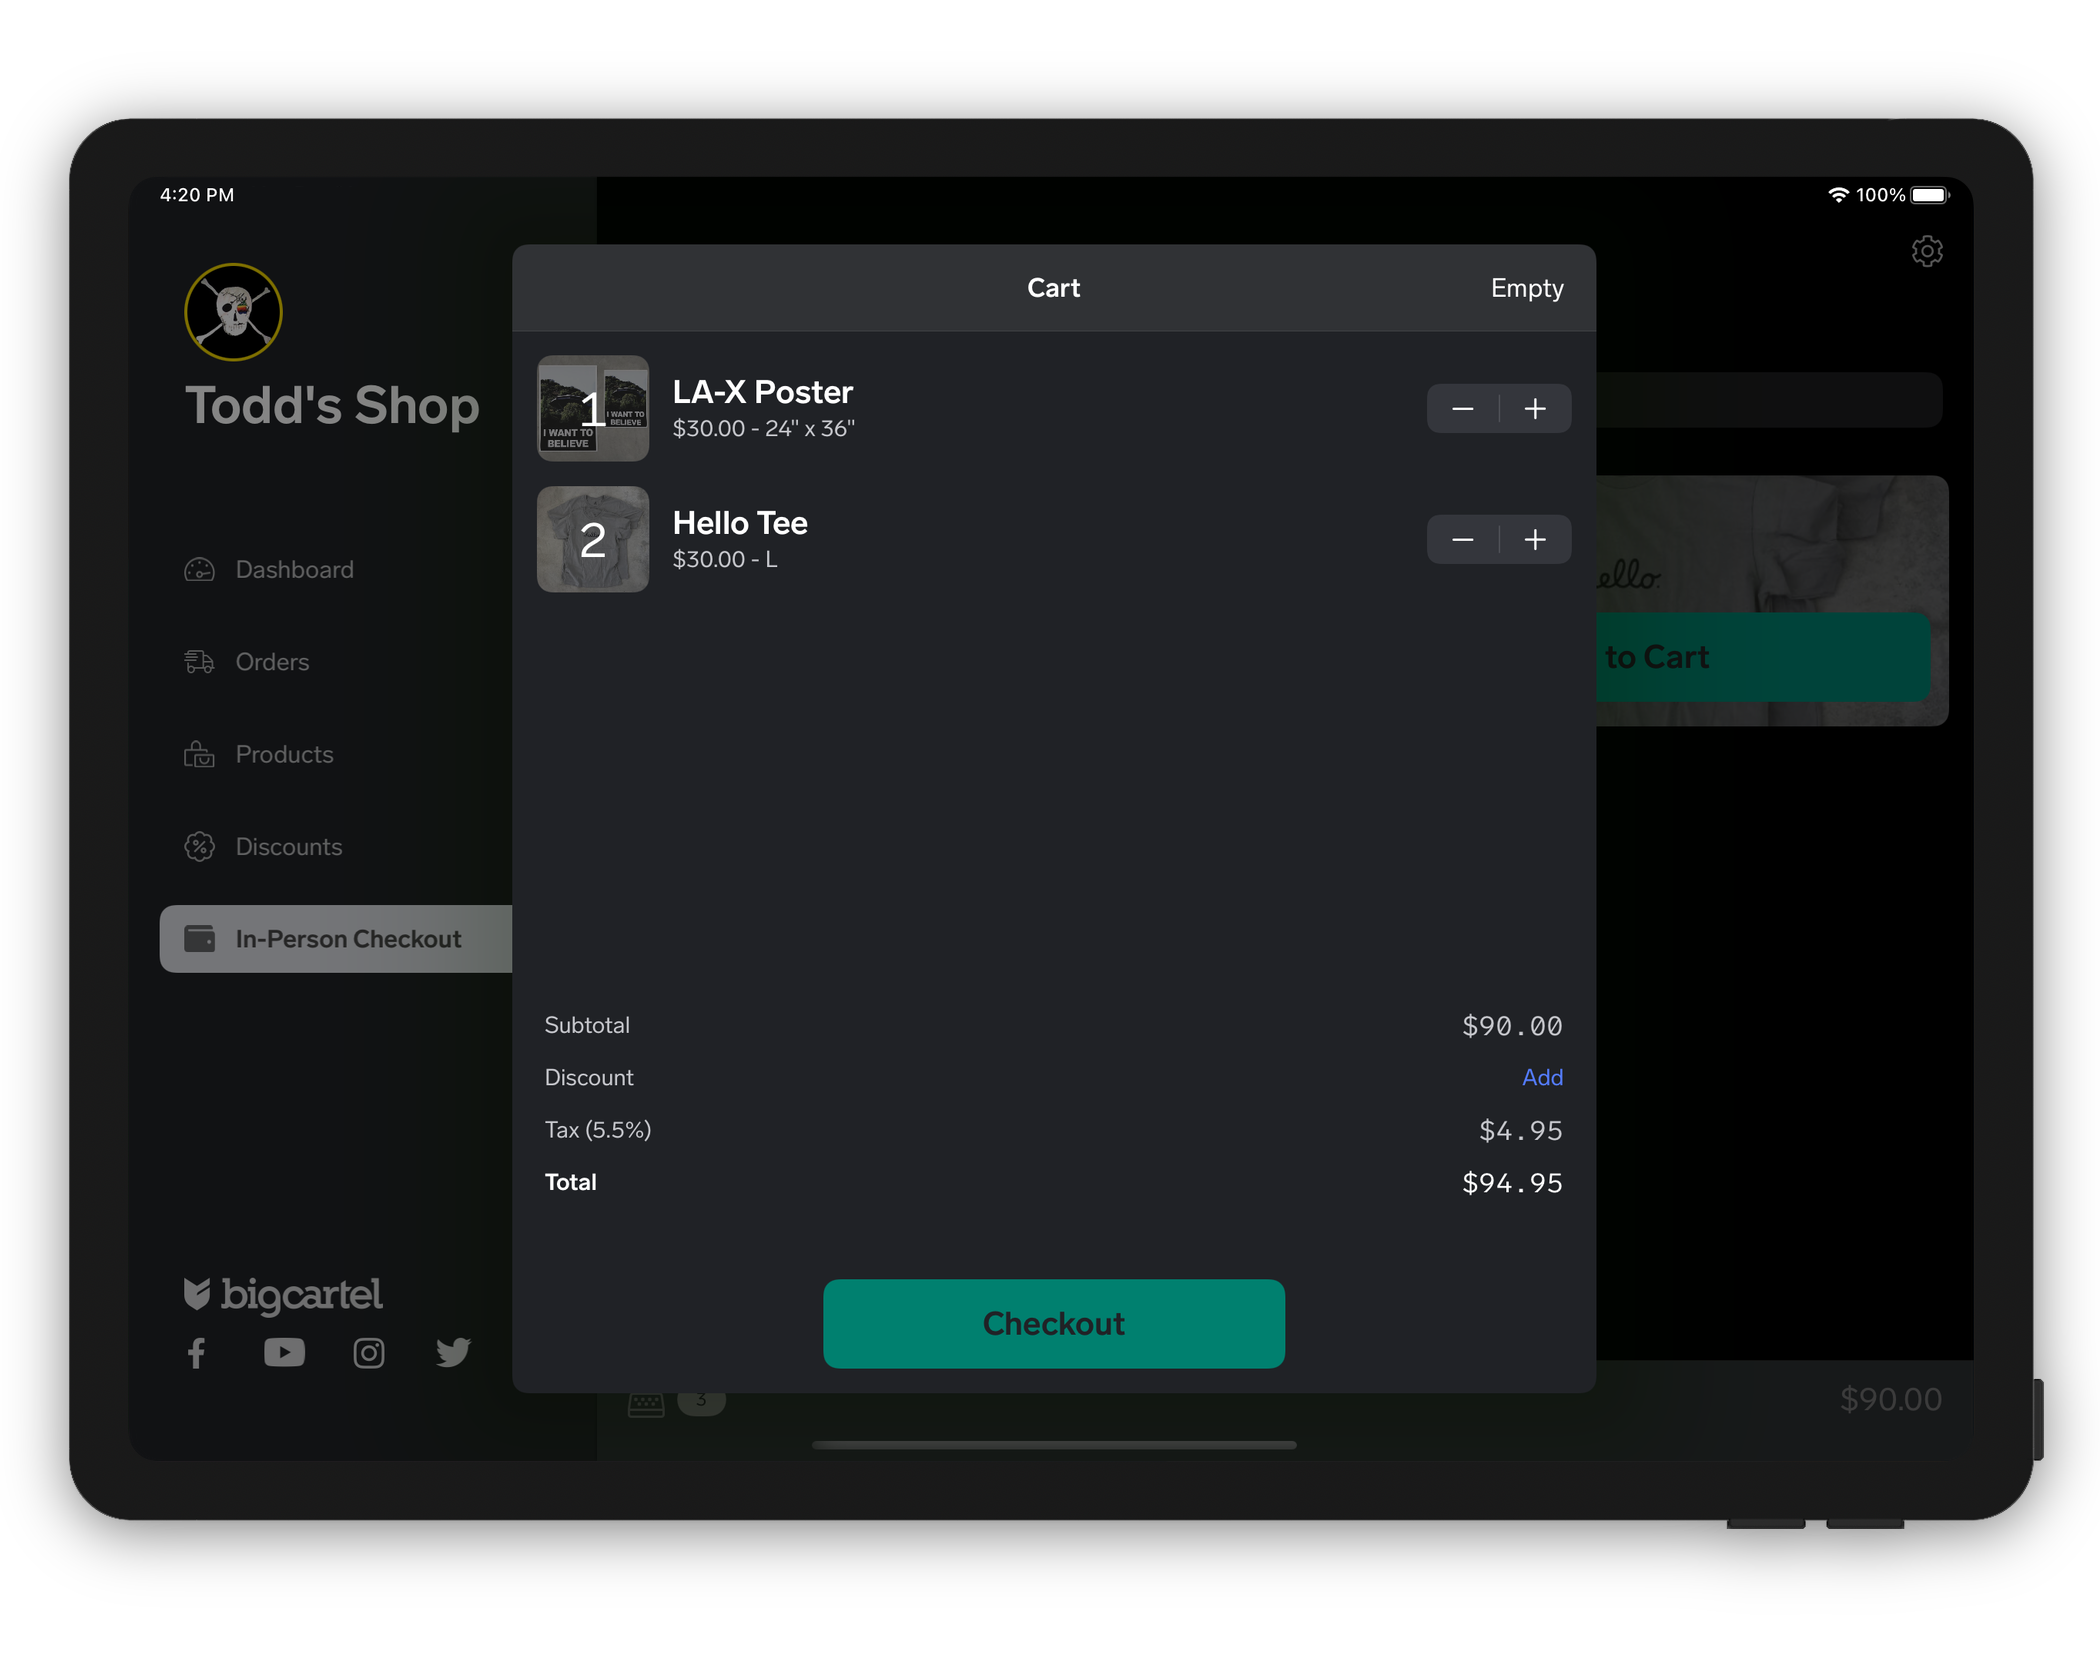 4:20 PM
100%
Todd's Shop
Dashboard
Orders
Products
Discounts
In-Person Checkout
bigcartel
Cart
Empty
1
I WANT TO
BELIEVE
I WANT TO
BELIEVE
LA-X Poster
$30.00 - 24" x 36"
2
Hello Tee
$30.00 - L
ello.
to Cart
Subtotal
$90.00
Discount
Add
Tax (5.5%)
$4.95
Total
$94.95
Checkout
3
$90.00